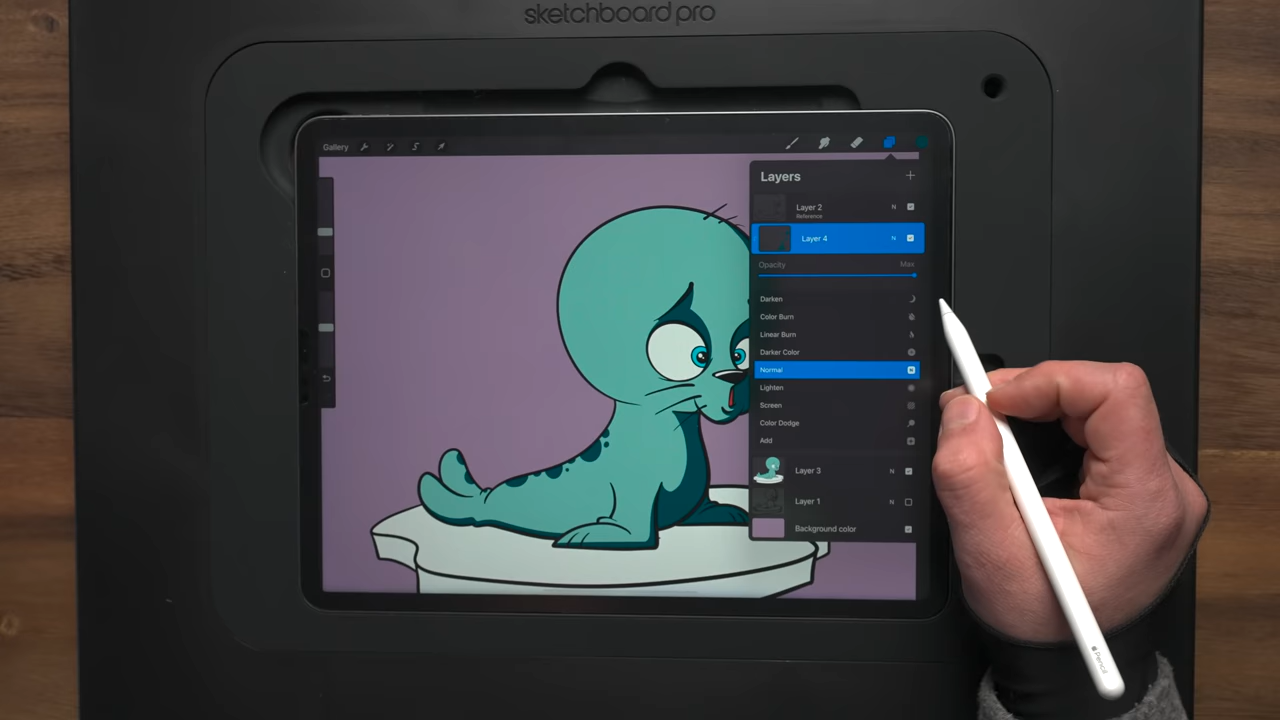 sketchboard pro
Gallery
Layers
Layer 2
N
Reference
Layer 4
N
Opacity
Max
Darken
Color Burn
Linear Burn
Darker Color
Normal
N
Lighten
Screen
Color Dodge
Add
Layer 3
N
Layer 1
N
Background color
Pencil